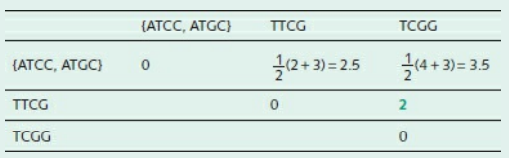 {ATCC, ATGC} TTCG TCGG
{ATCC, ATGC} 0 1/2(2+3)=2.5 1/2(4+3)=3.5
TTCG 0 2
TCGG 0